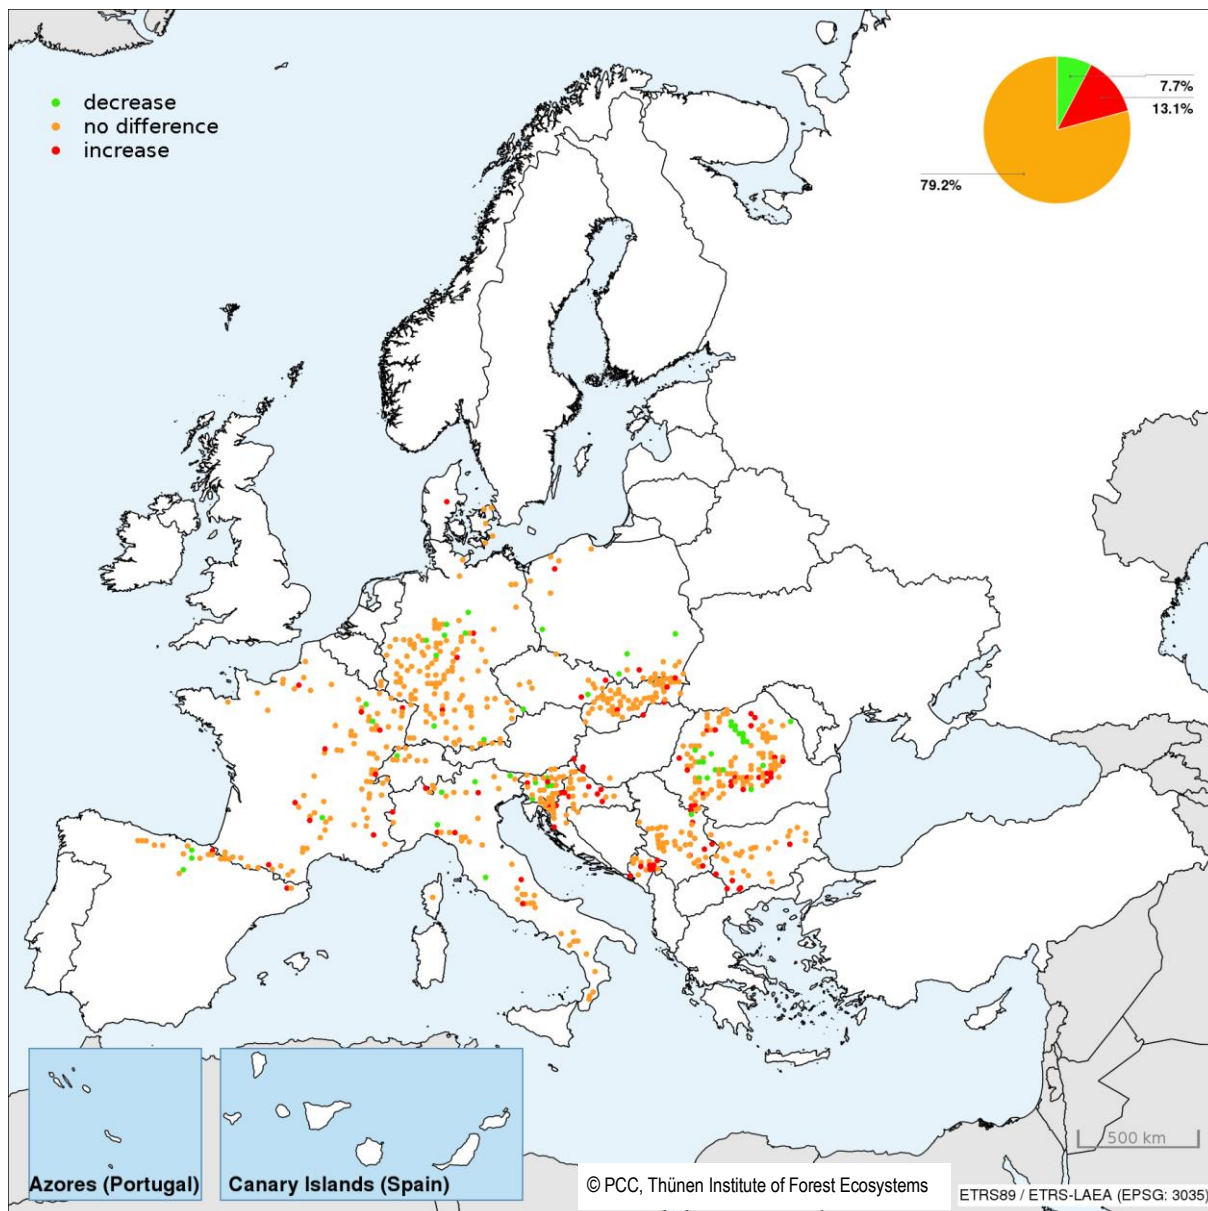 decrease
no difference
increase
7.7%
13.1%
79.2%
500 km
Azores (Portugal)
Canary Islands (Spain)
© PCC, Thünen Institute of Forest Ecosystems
ETRS89 / ETRS-LAEA (EPSG: 3035)